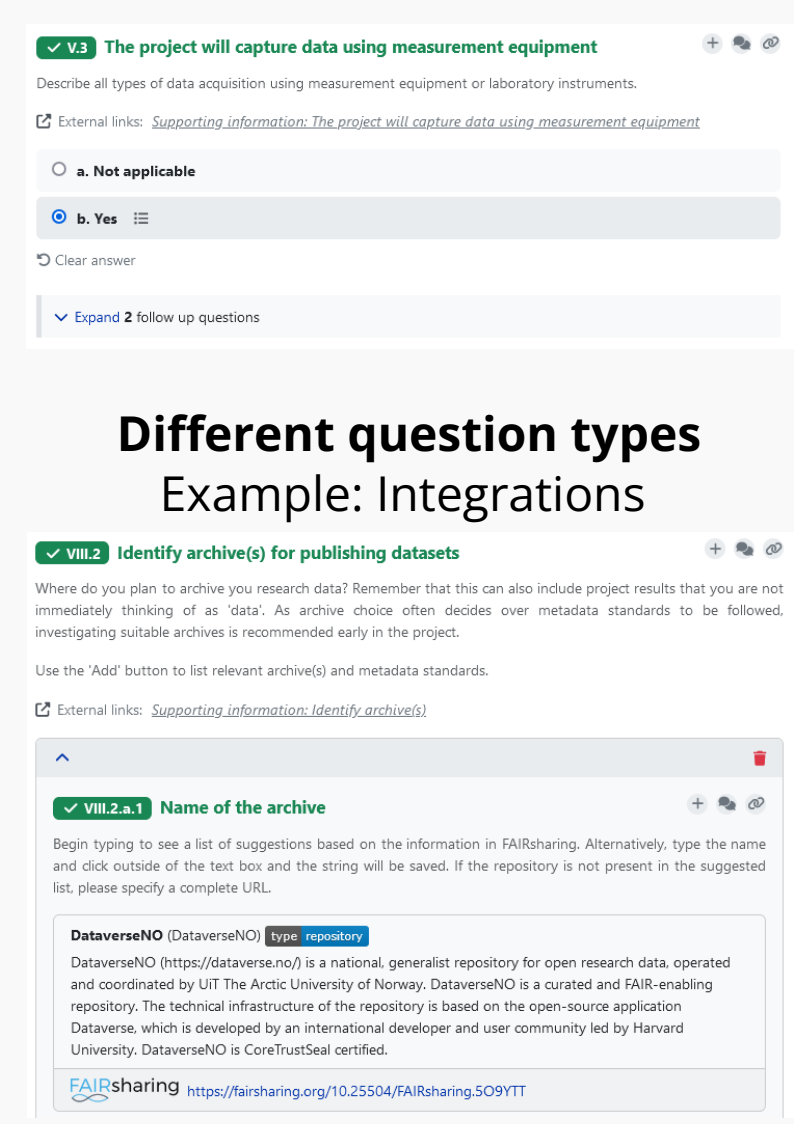 V.3 The project will capture data using measurement equipment
Describe all types of data acquisition using measurement equipment or laboratory instruments.
External links: Supporting information: The project will capture data using measurement equipment
a. Not applicable
b. Yes
Clear answer
Expand 2 follow up questions
Different question types
Example: Integrations
VIII.2 Identify archive(s) for publishing datasets
Where do you plan to archive you research data? Remember that this can also include project results that you are not
immediately thinking of as 'data'. As archive choice often decides over metadata standards to be followed,
investigating suitable archives is recommended early in the project.
Use the 'Add' button to list relevant archive(s) and metadata standards.
External links: Supporting information: Identify archive(s)
VIII.2.a.1 Name of the archive
Begin typing to see a list of suggestions based on the information in FAIRsharing. Alternatively, type the name
and click outside of the text box and the string will be saved. If the repository is not present in the suggested
list, please specify a complete URL.
DataverseNO (DataverseNO) type repository
DataverseNO (https://dataverse.no/) is a national, generalist repository for open research data, operated
and coordinated by UiT The Arctic University of Norway. DataverseNO is a curated and FAIR-enabling
repository. The technical infrastructure of the repository is based on the open-source application
Dataverse, which is developed by an international developer and user community led by Harvard
University. DataverseNO is CoreTrustSeal certified.
FAIRsharing https://fairsharing.org/10.25504/FAIRsharing.5O9YTT